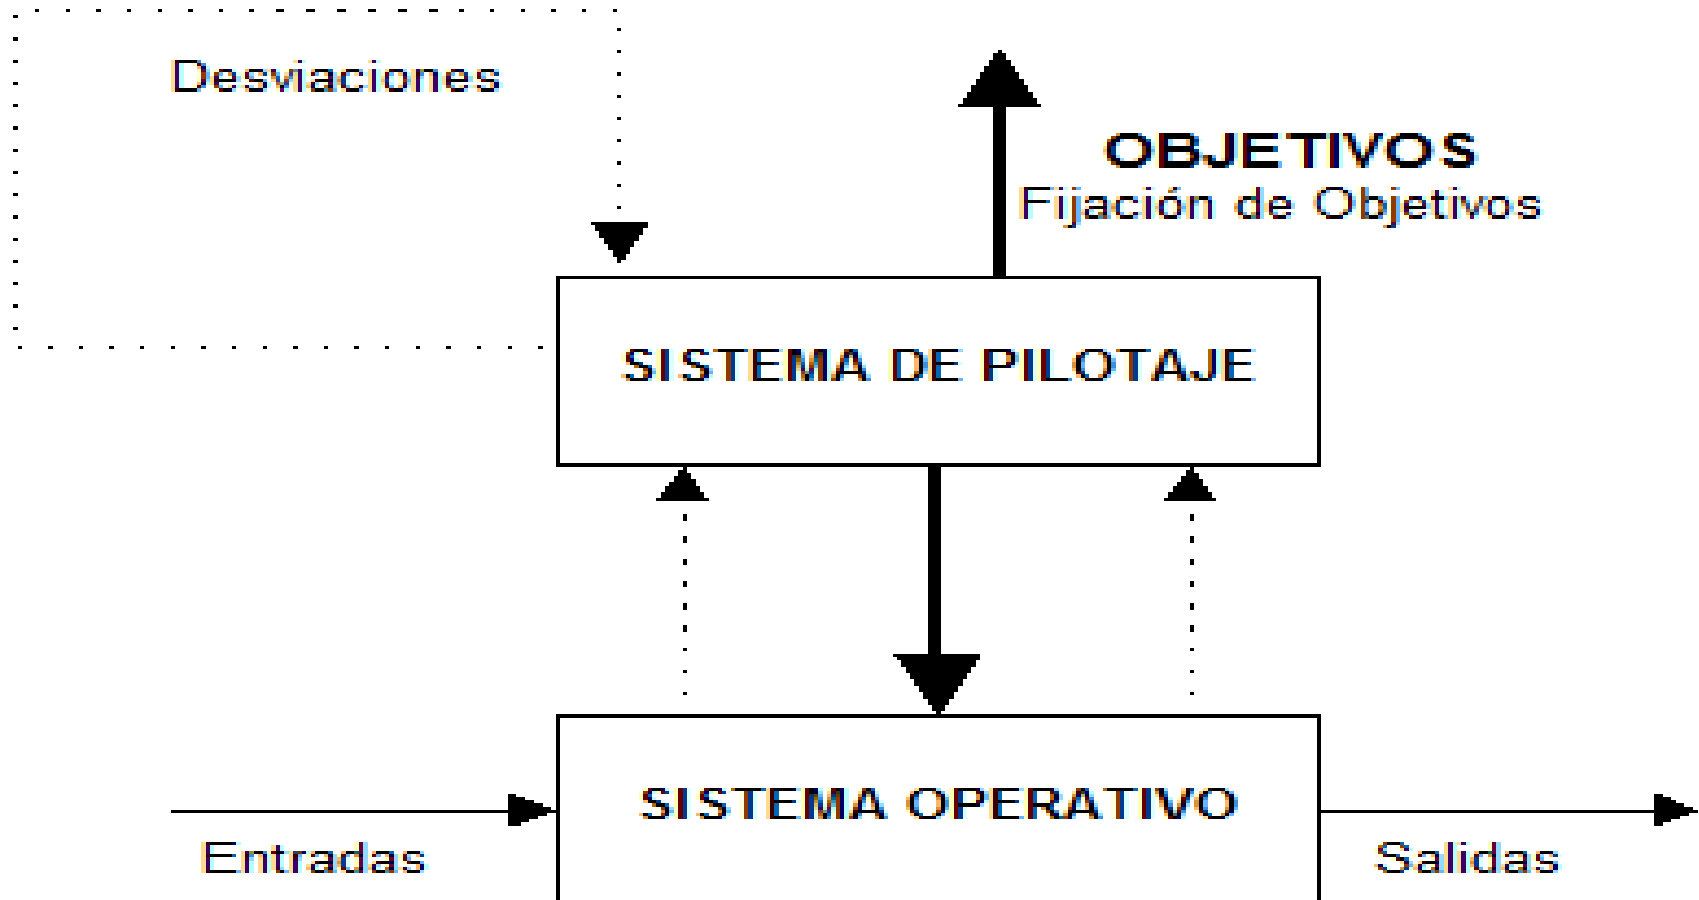 Desviaciones
OBJETIVOS
Fijación de Objetivos
SISTEMA DE PILOTAJE
SISTEMA OPERATIVO
Entradas
Salidas